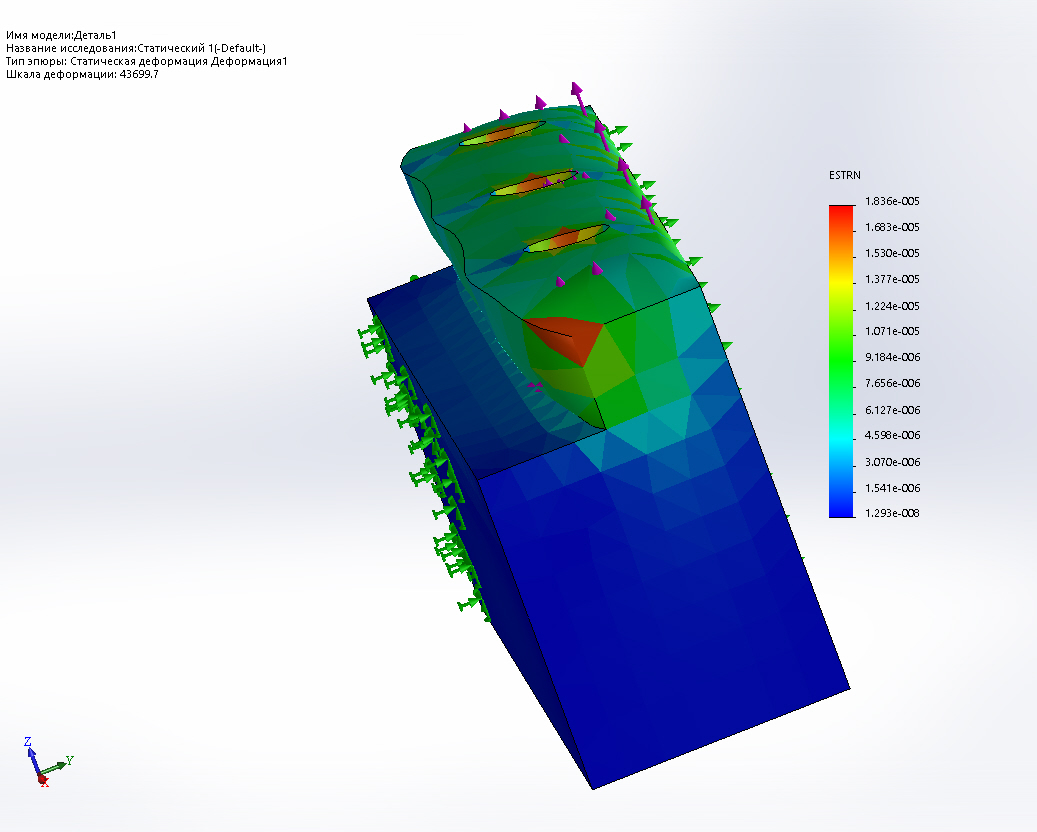 Имя модели:Деталь1
Название исследования:Статический 1(-Default-)
Тип эпюры: Статическая деформация Деформация1
Шкала деформации: 43699.7
ESTRN
1.836e-005
1.683e-005
1.530e-005
1.377e-005
1.224e-005
1.071e-005
9.184e-006
7.656e-006
6.127e-006
4.598e-006
3.070e-006
1.541e-006
1.293e-008
Z
Y
X